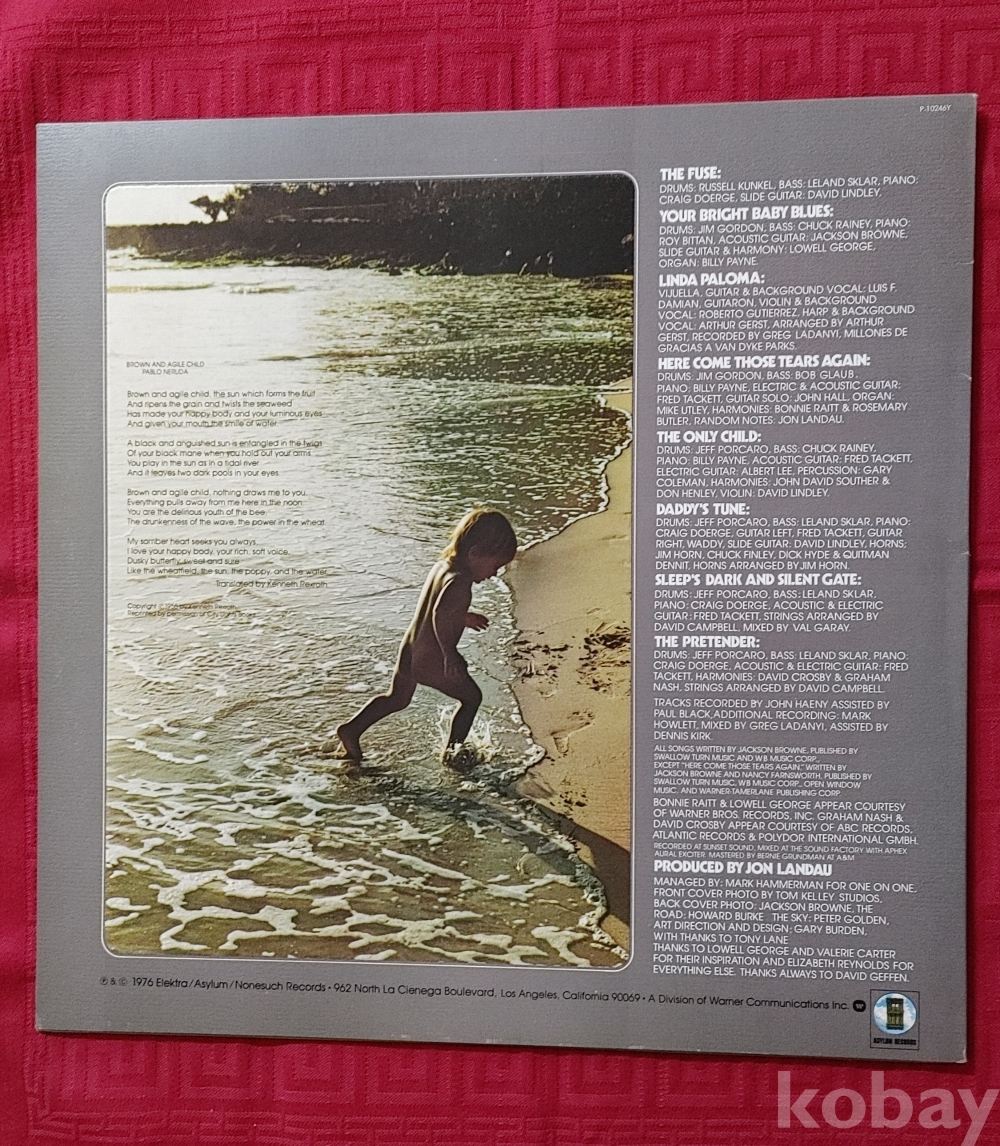 P-10246Y
BROWN AND AGILE CHILD
PABLO NERUDA
Brown and agile child, the sun which forms the fruit
And ripens the grain and twists the seaweed
Has made your happy body and your luminous eyes
And given your mouth the smile of water.
A black and anguished sun is entangled in the twigs
Of your black mane when you hold out your arms.
You play in the sun as in a tidal river
And it leaves two dark pools in your eyes.
Brown and agile child, nothing draws me to you,
Everything pulls away from me here in the noon.
You are the delirious youth of the bee,
The drunkenness of the wave, the power in the wheat.
My somber heart seeks you always,
I love your happy body, your rich, soft voice.
Dusky butterfly, sweet and sure
Like the wheatfield, the sun, the poppy, and the water.
Translated by Kenneth Rexroth
Copyright © 1956 by Kenneth Rexroth.
Reprinted by permission of City Lights Books.
THE FUSE:
DRUMS: RUSSELL KUNKEL, BASS: LELAND SKLAR, PIANO:
CRAIG DOERGE, SLIDE GUITAR: DAVID LINDLEY.
YOUR BRIGHT BABY BLUES:
DRUMS: JIM GORDON, BASS: CHUCK RAINEY, PIANO:
ROY BITTAN, ACOUSTIC GUITAR: JACKSON BROWNE,
SLIDE GUITAR & HARMONY: LOWELL GEORGE,
ORGAN: BILLY PAYNE.
LINDA PALOMA:
VIJUELLA, GUITAR & BACKGROUND VOCAL: LUIS F.
DAMIAN, GUITARON, VIOLIN & BACKGROUND
VOCAL: ROBERTO GUTIERREZ, HARP & BACKGROUND
VOCAL: ARTHUR GERST, ARRANGED BY ARTHUR
GERST, RECORDED BY GREG LADANYI, MILLONES DE
GRACIAS A VAN DYKE PARKS.
HERE COME THOSE TEARS AGAIN:
DRUMS: JIM GORDON, BASS: BOB GLAUB,
PIANO: BILLY PAYNE, ELECTRIC & ACOUSTIC GUITAR:
FRED TACKETT, GUITAR SOLO: JOHN HALL, ORGAN:
MIKE UTLEY, HARMONIES: BONNIE RAITT & ROSEMARY
BUTLER, RANDOM NOTES: JON LANDAU.
THE ONLY CHILD:
DRUMS: JEFF PORCARO, BASS: CHUCK RAINEY,
PIANO: BILLY PAYNE, ACOUSTIC GUITAR: FRED TACKETT,
ELECTRIC GUITAR: ALBERT LEE, PERCUSSION: GARY
COLEMAN, HARMONIES: JOHN DAVID SOUTHER &
DON HENLEY, VIOLIN: DAVID LINDLEY.
DADDY'S TUNE:
DRUMS: JEFF PORCARO, BASS: LELAND SKLAR, PIANO:
CRAIG DOERGE, GUITAR LEFT, FRED TACKETT, GUITAR
RIGHT, WADDY, SLIDE GUITAR: DAVID LINDLEY, HORNS;
JIM HORN, CHUCK FINLEY, DICK HYDE & QUITMAN
DENNIT, HORNS ARRANGED BY JIM HORN.
SLEEP'S DARK AND SILENT GATE:
DRUMS: JEFF PORCARO, BASS: LELAND SKLAR,
PIANO: CRAIG DOERGE, ACOUSTIC & ELECTRIC
GUITAR: FRED TACKETT, STRINGS ARRANGED BY
DAVID CAMPBELL, MIXED BY VAL GARAY.
THE PRETENDER:
DRUMS: JEFF PORCARO, BASS: LELAND SKLAR, PIANO:
CRAIG DOERGE, ACOUSTIC & ELECTRIC GUITAR: FRED
TACKETT, HARMONIES: DAVID CROSBY & GRAHAM
NASH, STRINGS ARRANGED BY DAVID CAMPBELL.
TRACKS RECORDED BY JOHN HAENY ASSISTED BY
PAUL BLACK, ADDITIONAL RECORDING: MARK
HOWLETT, MIXED BY GREG LADANYI, ASSISTED BY
DENNIS KIRK.
ALL SONGS WRITTEN BY JACKSON BROWNE, PUBLISHED BY
SWALLOW TURN MUSIC AND WB MUSIC CORP.,
EXCEPT "HERE COME THOSE TEARS AGAIN," WRITTEN BY
JACKSON BROWNE AND NANCY FARNSWORTH, PUBLISHED BY
SWALLOW TURN MUSIC, WB MUSIC CORP., OPEN WINDOW
MUSIC, AND WARNER-TAMERLANE PUBLISHING CORP.
BONNIE RAITT & LOWELL GEORGE APPEAR COURTESY
OF WARNER BROS. RECORDS, INC. GRAHAM NASH &
DAVID CROSBY APPEAR COURTESY OF ABC RECORDS,
ATLANTIC RECORDS & POLYDOR INTERNATIONAL GMBH.
RECORDED AT SUNSET SOUND, MIXED AT THE SOUND FACTORY WITH APHEX
AURAL EXCITER. MASTERED BY BERNIE GRUNDMAN AT A&M
PRODUCED BY JON LANDAU
MANAGED BY: MARK HAMMERMAN FOR ONE ON ONE,
FRONT COVER PHOTO BY TOM KELLEY STUDIOS,
BACK COVER PHOTO: JACKSON BROWNE, THE
ROAD: HOWARD BURKE THE SKY: PETER GOLDEN,
ART DIRECTION AND DESIGN: GARY BURDEN,
WITH THANKS TO TONY LANE
THANKS TO LOWELL GEORGE AND VALERIE CARTER
FOR THEIR INSPIRATION AND ELIZABETH REYNOLDS FOR
EVERYTHING ELSE. THANKS ALWAYS TO DAVID GEFFEN.
℗ & © 1976 Elektra/Asylum/Nonesuch Records • 962 North La Cienega Boulevard, Los Angeles, California 90069 • A Division of Warner Communications Inc.
ASYLUM RECORDS
kobay